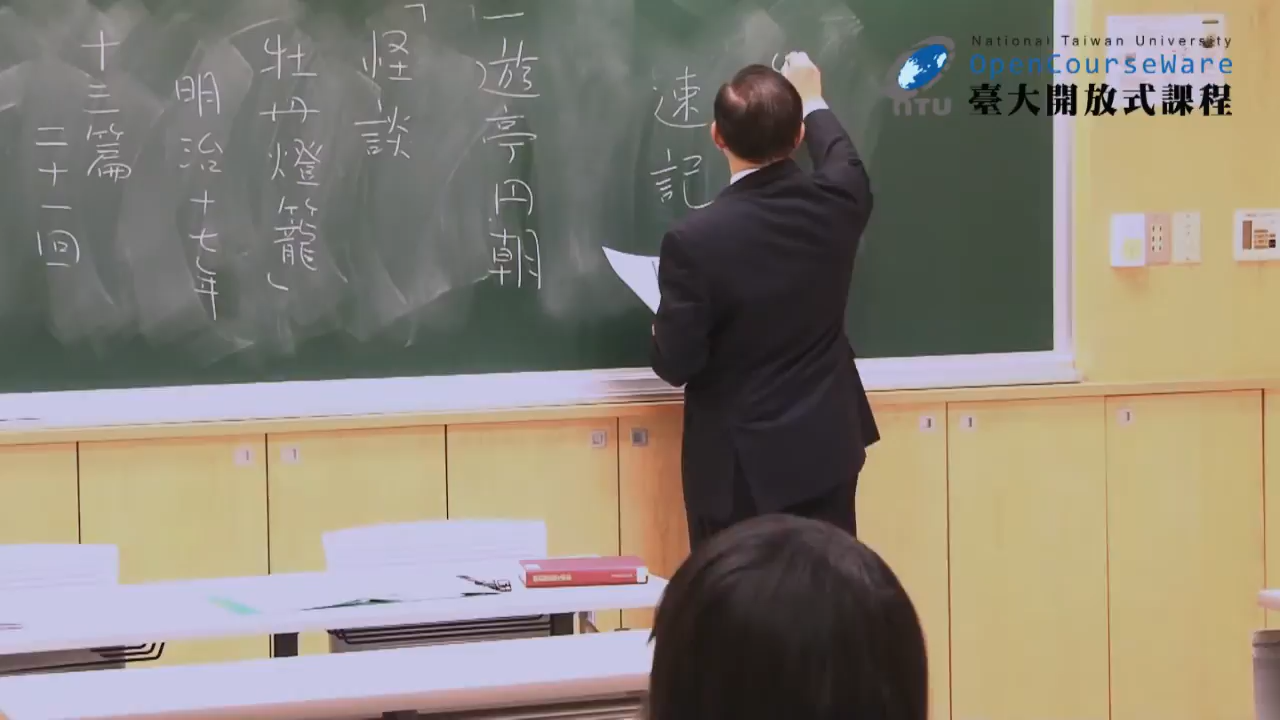 National Taiwan University
OpenCourseWare
臺大開放式課程
NTU
速記
遊亭円朝
「怪談
牡丹燈籠」
明治十七年
十三篇
二十一回